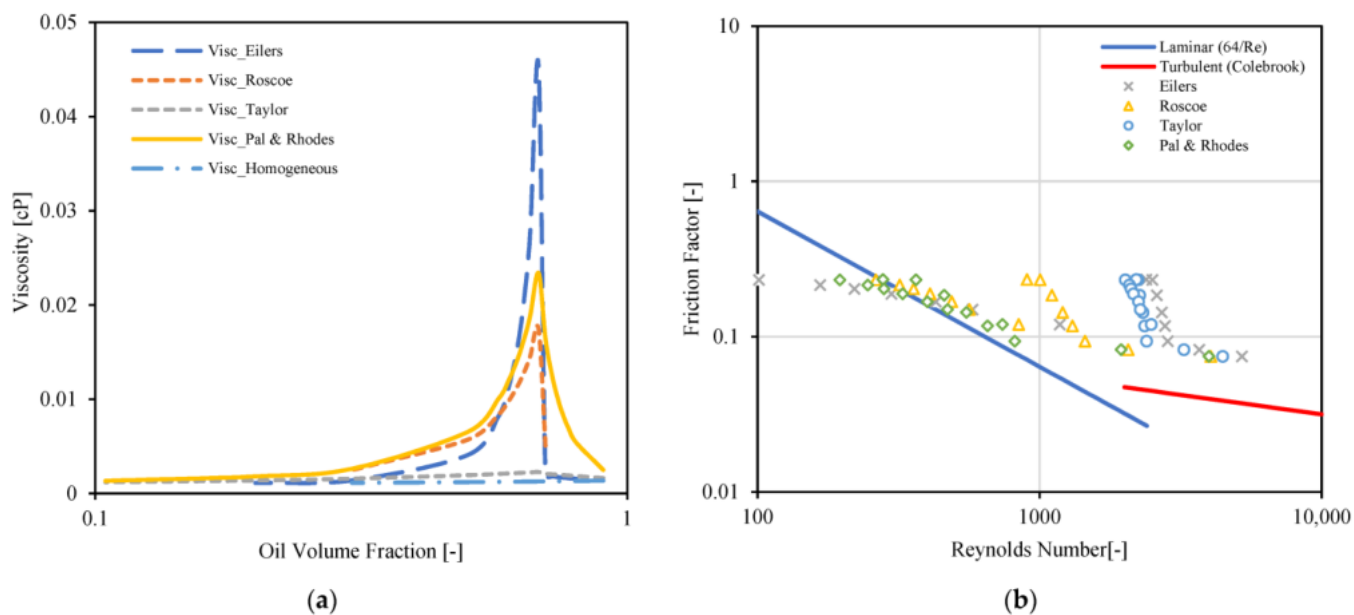 0.05
0.04
0.03
0.02
0.01
0
0.1
1
Viscosity [cP]
Oil Volume Fraction [-]
Visc_Eilers
Visc_Roscoe
Visc_Taylor
Visc_Pal & Rhodes
Visc_Homogeneous
(a)
10
1
0.1
0.01
100
1000
10,000
Friction Factor [-]
Reynolds Number[-]
Laminar (64/Re)
Turbulent (Colebrook)
Eilers
Roscoe
Taylor
Pal & Rhodes
(b)